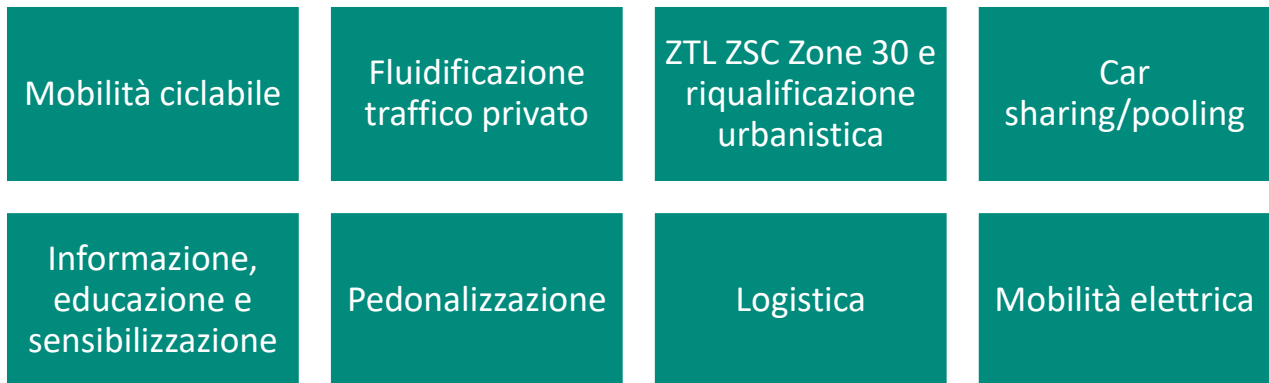 Mobilità ciclabile
Fluidificazione
traffico privato
ZTL ZSC Zone 30 e
riqualificazione
urbanistica
Car
sharing/pooling
Informazione,
educazione e
sensibilizzazione
Pedonalizzazione
Logistica
Mobilità elettrica